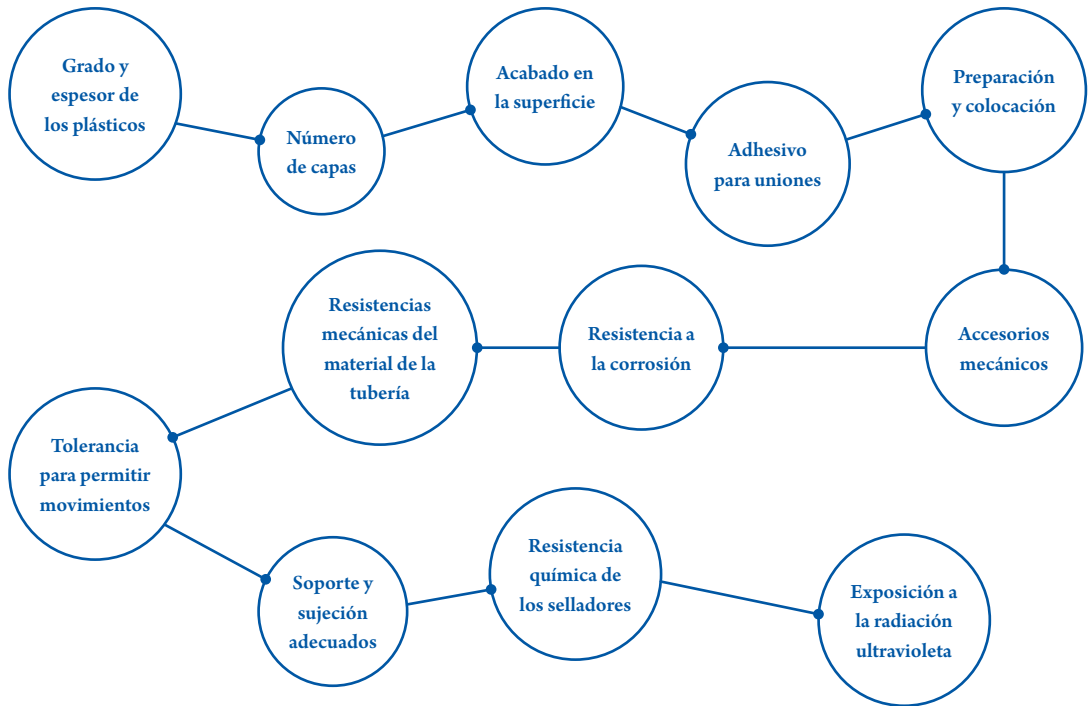 Grado y
espesor de
los plásticos
Número
de capas
Acabado en
la superficie
Adhesivo
para uniones
Preparación
y colocación
Accesorios
mecánicos
Resistencia a
la corrosión
Resistencias
mecánicas del
material de la
tubería
Tolerancia
para permitir
movimientos
Soporte y
sujeción
adecuados
Resistencia
química de
los selladores
Exposición a
la radiación
ultravioleta